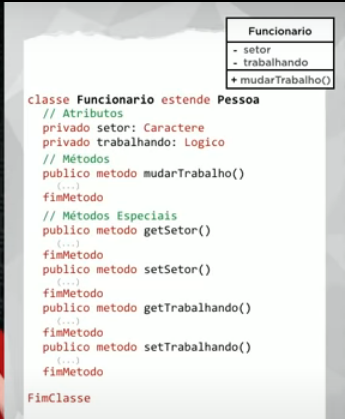 Funcionario
- setor
- trabalhando
+ mudarTrabalho()
classe Funcionario estende Pessoa
// Atributos
privado setor: Caractere
privado trabalhando: Logico
// Métodos
publico metodo mudarTrabalho()
(...)
fimMetodo
// Métodos Especiais
publico metodo getSetor()
(...)
fimMetodo
publico metodo setSetor()
(...)
fimMetodo
publico metodo getTrabalhando()
(...)
fimMetodo
publico metodo setTrabalhando()
(...)
fimMetodo
FimClasse